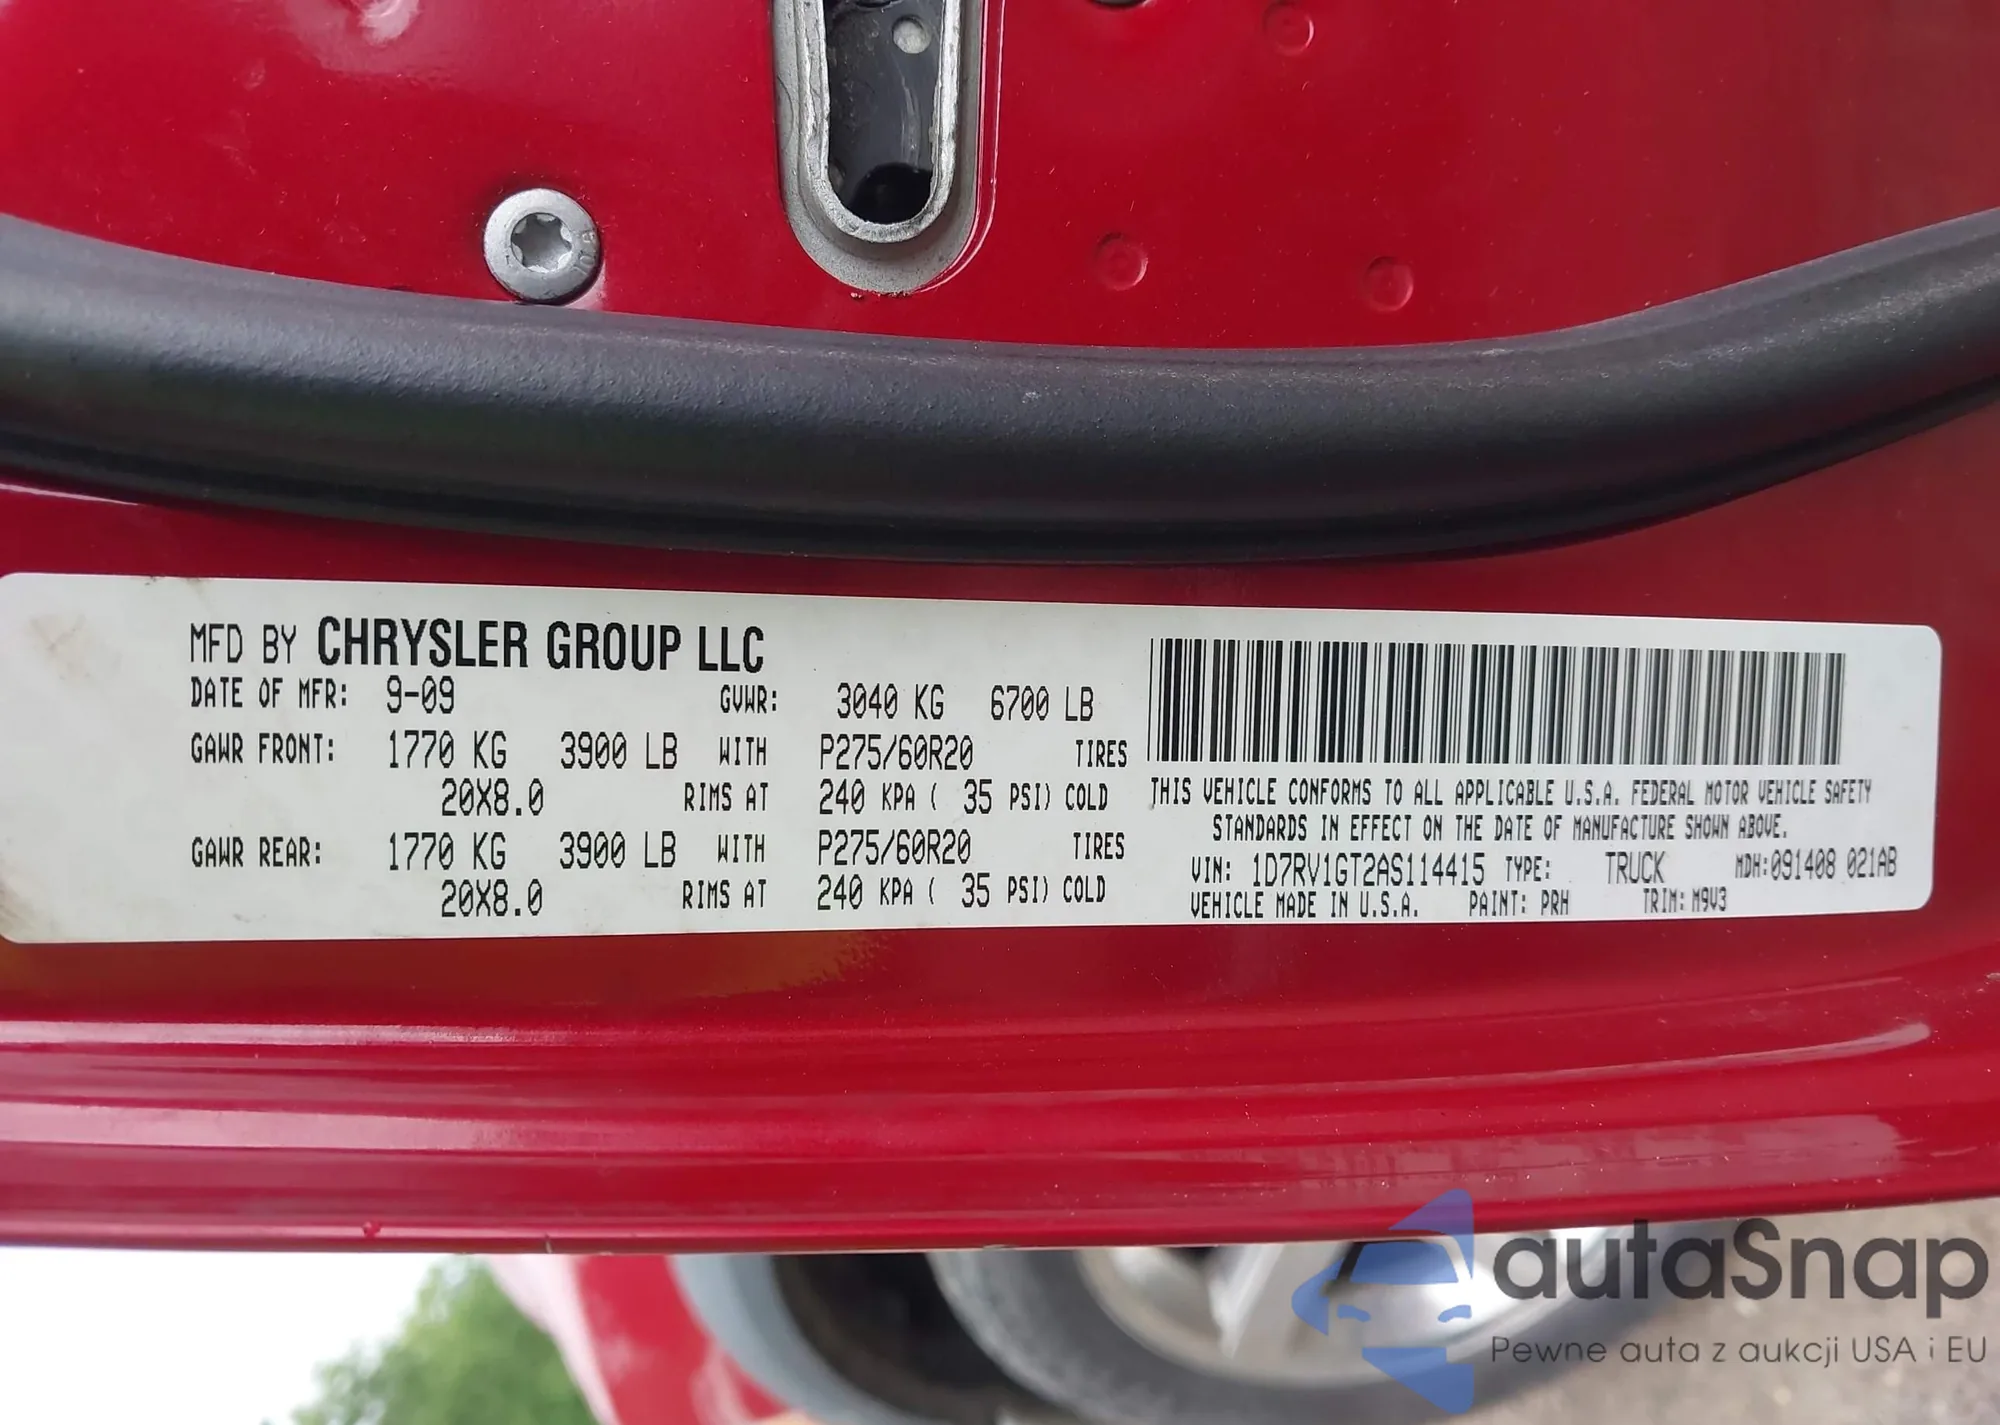 MFD BY CHRYSLER GROUP LLC
DATE OF MFR: 9-09 GVWR: 3040 KG 6700 LB
GAWR FRONT: 1770 KG 3900 LB WITH P275/60R20 TIRES
20X8.0 RIMS AT 240 KPA ( 35 PSI) COLD
GAWR REAR: 1770 KG 3900 LB WITH P275/60R20 TIRES
20X8.0 RIMS AT 240 KPA ( 35 PSI) COLD
THIS VEHICLE CONFORMS TO ALL APPLICABLE U.S.A. FEDERAL MOTOR VEHICLE SAFETY
STANDARDS IN EFFECT ON THE DATE OF MANUFACTURE SHOWN ABOVE.
VIN: 1D7RV1GT2AS114415 TYPE: TRUCK MDH:091408 021AB
VEHICLE MADE IN U.S.A. PAINT: PRH TRIM: M9V3
autaSnap
Pewne auta z aukcji USA i EU